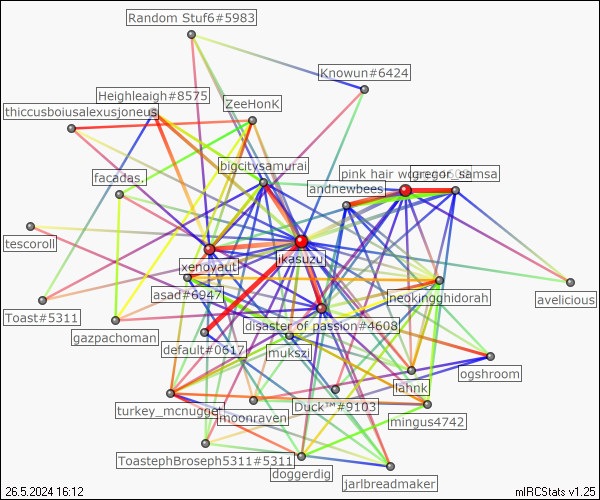 Random Stuf6#5983
Knowun#6424
Heighleaigh#8575
ZeeHonK
thiccusboiusalexusjoneus
bigcitysamurai
pink hair
gregor_samsa
facadas.
andnewbees
tescoroll
jikasuzu
xenoyaut
asad#6947
neokingghidorah
avelicious
Toast#5311
disaster of passion#4608
gazpachoman
default#0617
mukszi
ogshroom
lahnk
turkey_mcnugget
Duck™#9103
moonraven
mingus4742
ToastephBroseph5311#5311
doggerdig
jarlbreadmaker
26.5.2024 16:12
mIRCStats v1.25